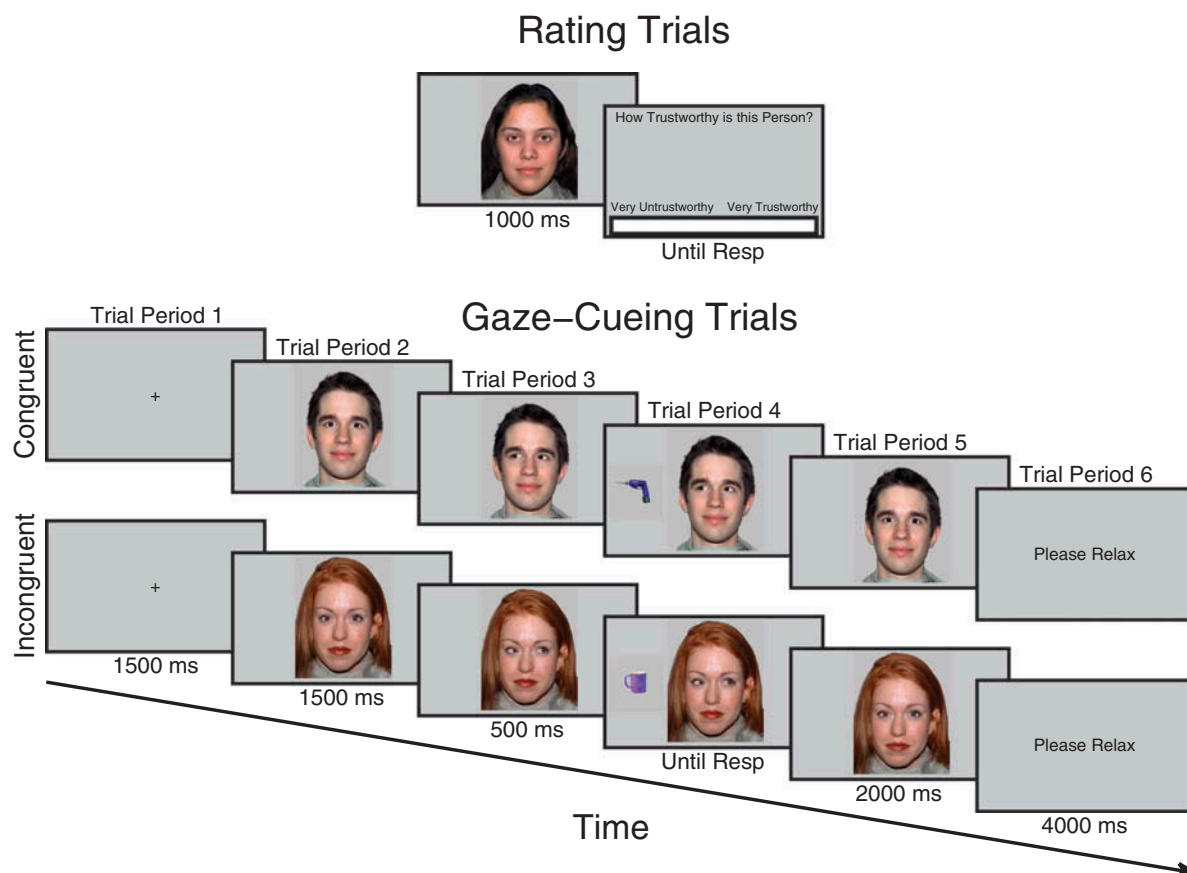 Rating Trials
How Trustworthy is this Person?
Very Untrustworthy Very Trustworthy
1000 ms
Until Resp
Gaze–Cueing Trials
Congruent
Trial Period 1
+
Trial Period 2
Trial Period 3
Trial Period 4
Trial Period 5
Trial Period 6
Please Relax
Incongruent
+
1500 ms
1500 ms
500 ms
Until Resp
2000 ms
Please Relax
4000 ms
Time